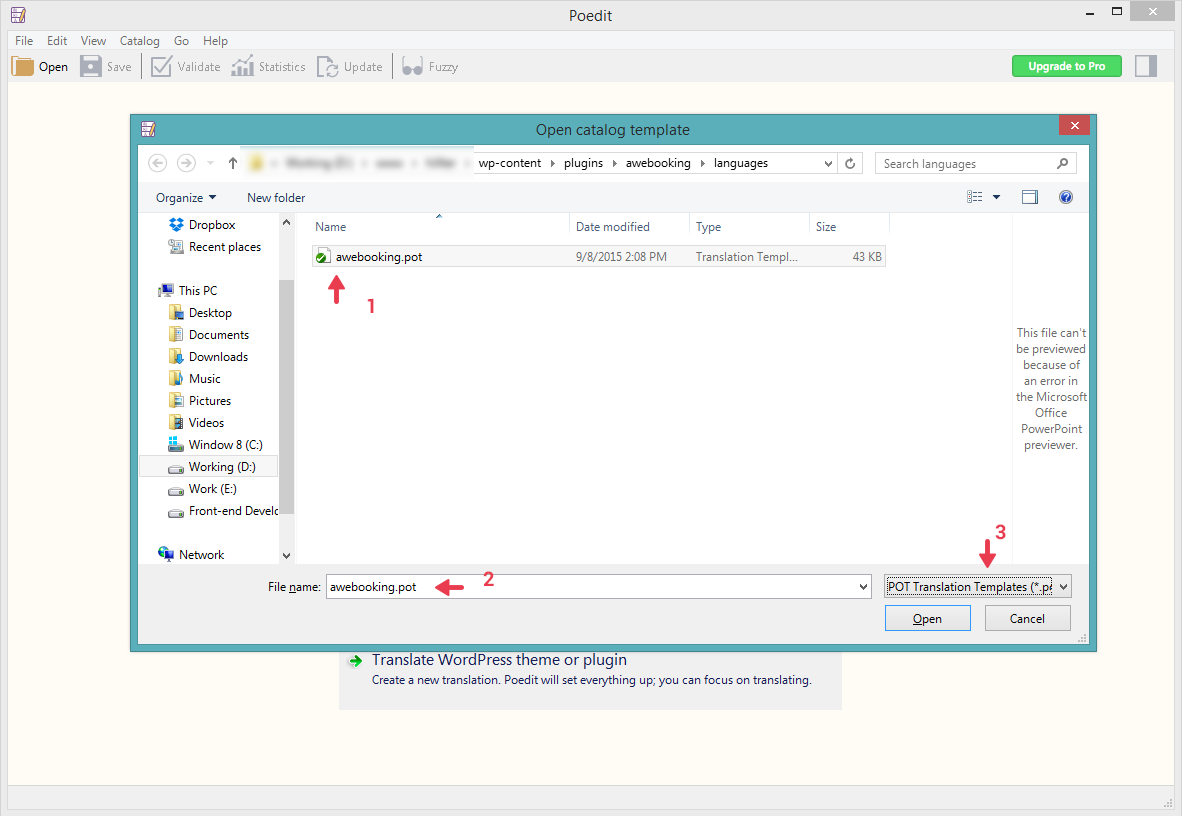 Poedit
File Edit View Catalog Go Help
Open Save Validate Statistics Update Fuzzy Upgrade to Pro
Open catalog template
wp-content plugins awebooking languages Search languages
Organize New folder
Dropbox
Recent places
This PC
Desktop
Documents
Downloads
Music
Pictures
Videos
Window 8 (C:)
Working (D:)
Work (E:)
Front-end Develo
Network
Name Date modified Type Size
awebooking.pot 9/8/2015 2:08 PM Translation Templ... 43 KB
1
This file can't
be previewed
because of
an error in
the Microsoft
Office
PowerPoint
previewer.
3
2
File name: awebooking.pot POT Translation Templates (*.p
Open Cancel
Translate WordPress theme or plugin
Create a new translation. Poedit will set everything up; you can focus on translating.